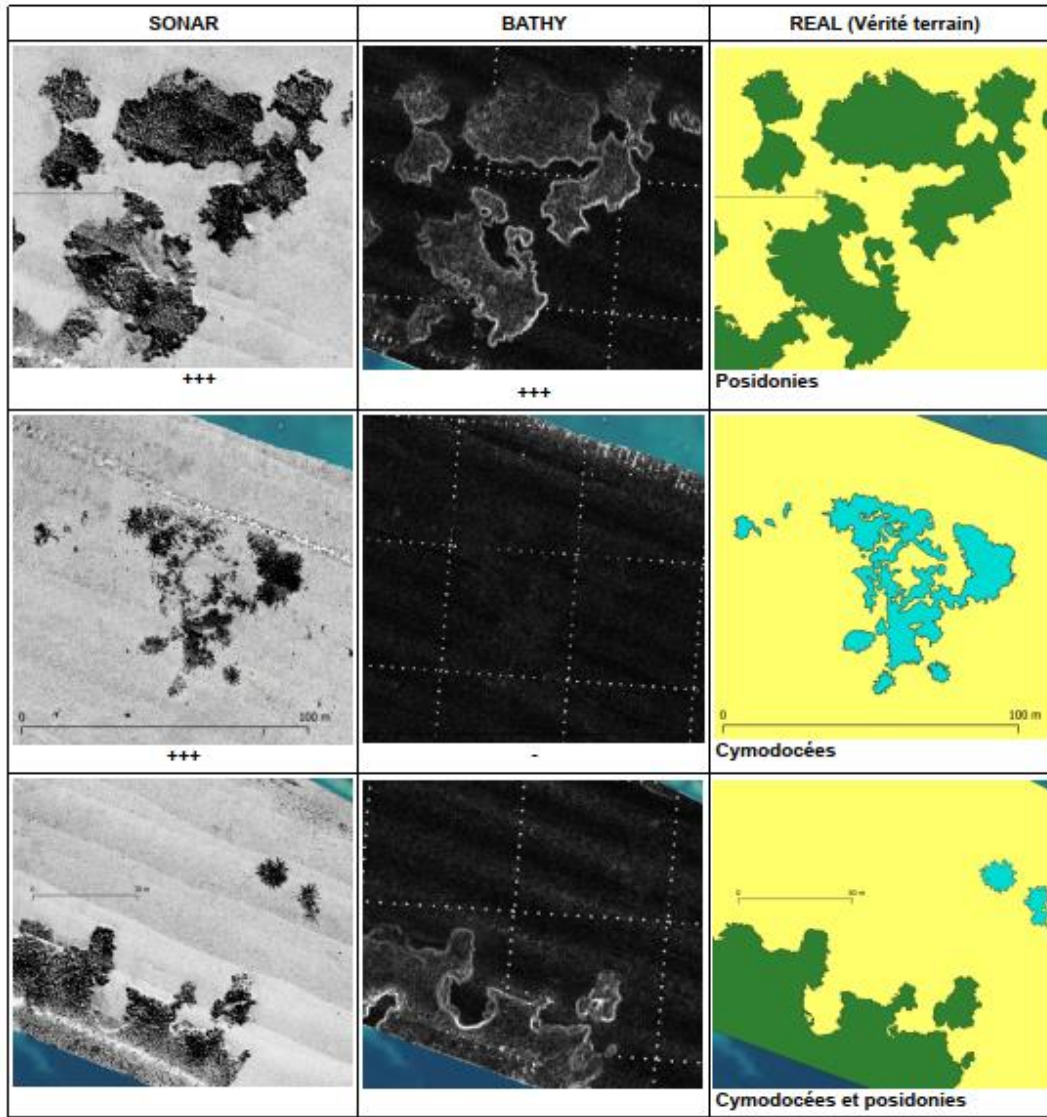 SONAR
BATHY
REAL (Vérité terrain)
+++
+++
Posidonies
0 100 m
0 100 m
+++
-
Cymodocées
Cymodocées et posidonies